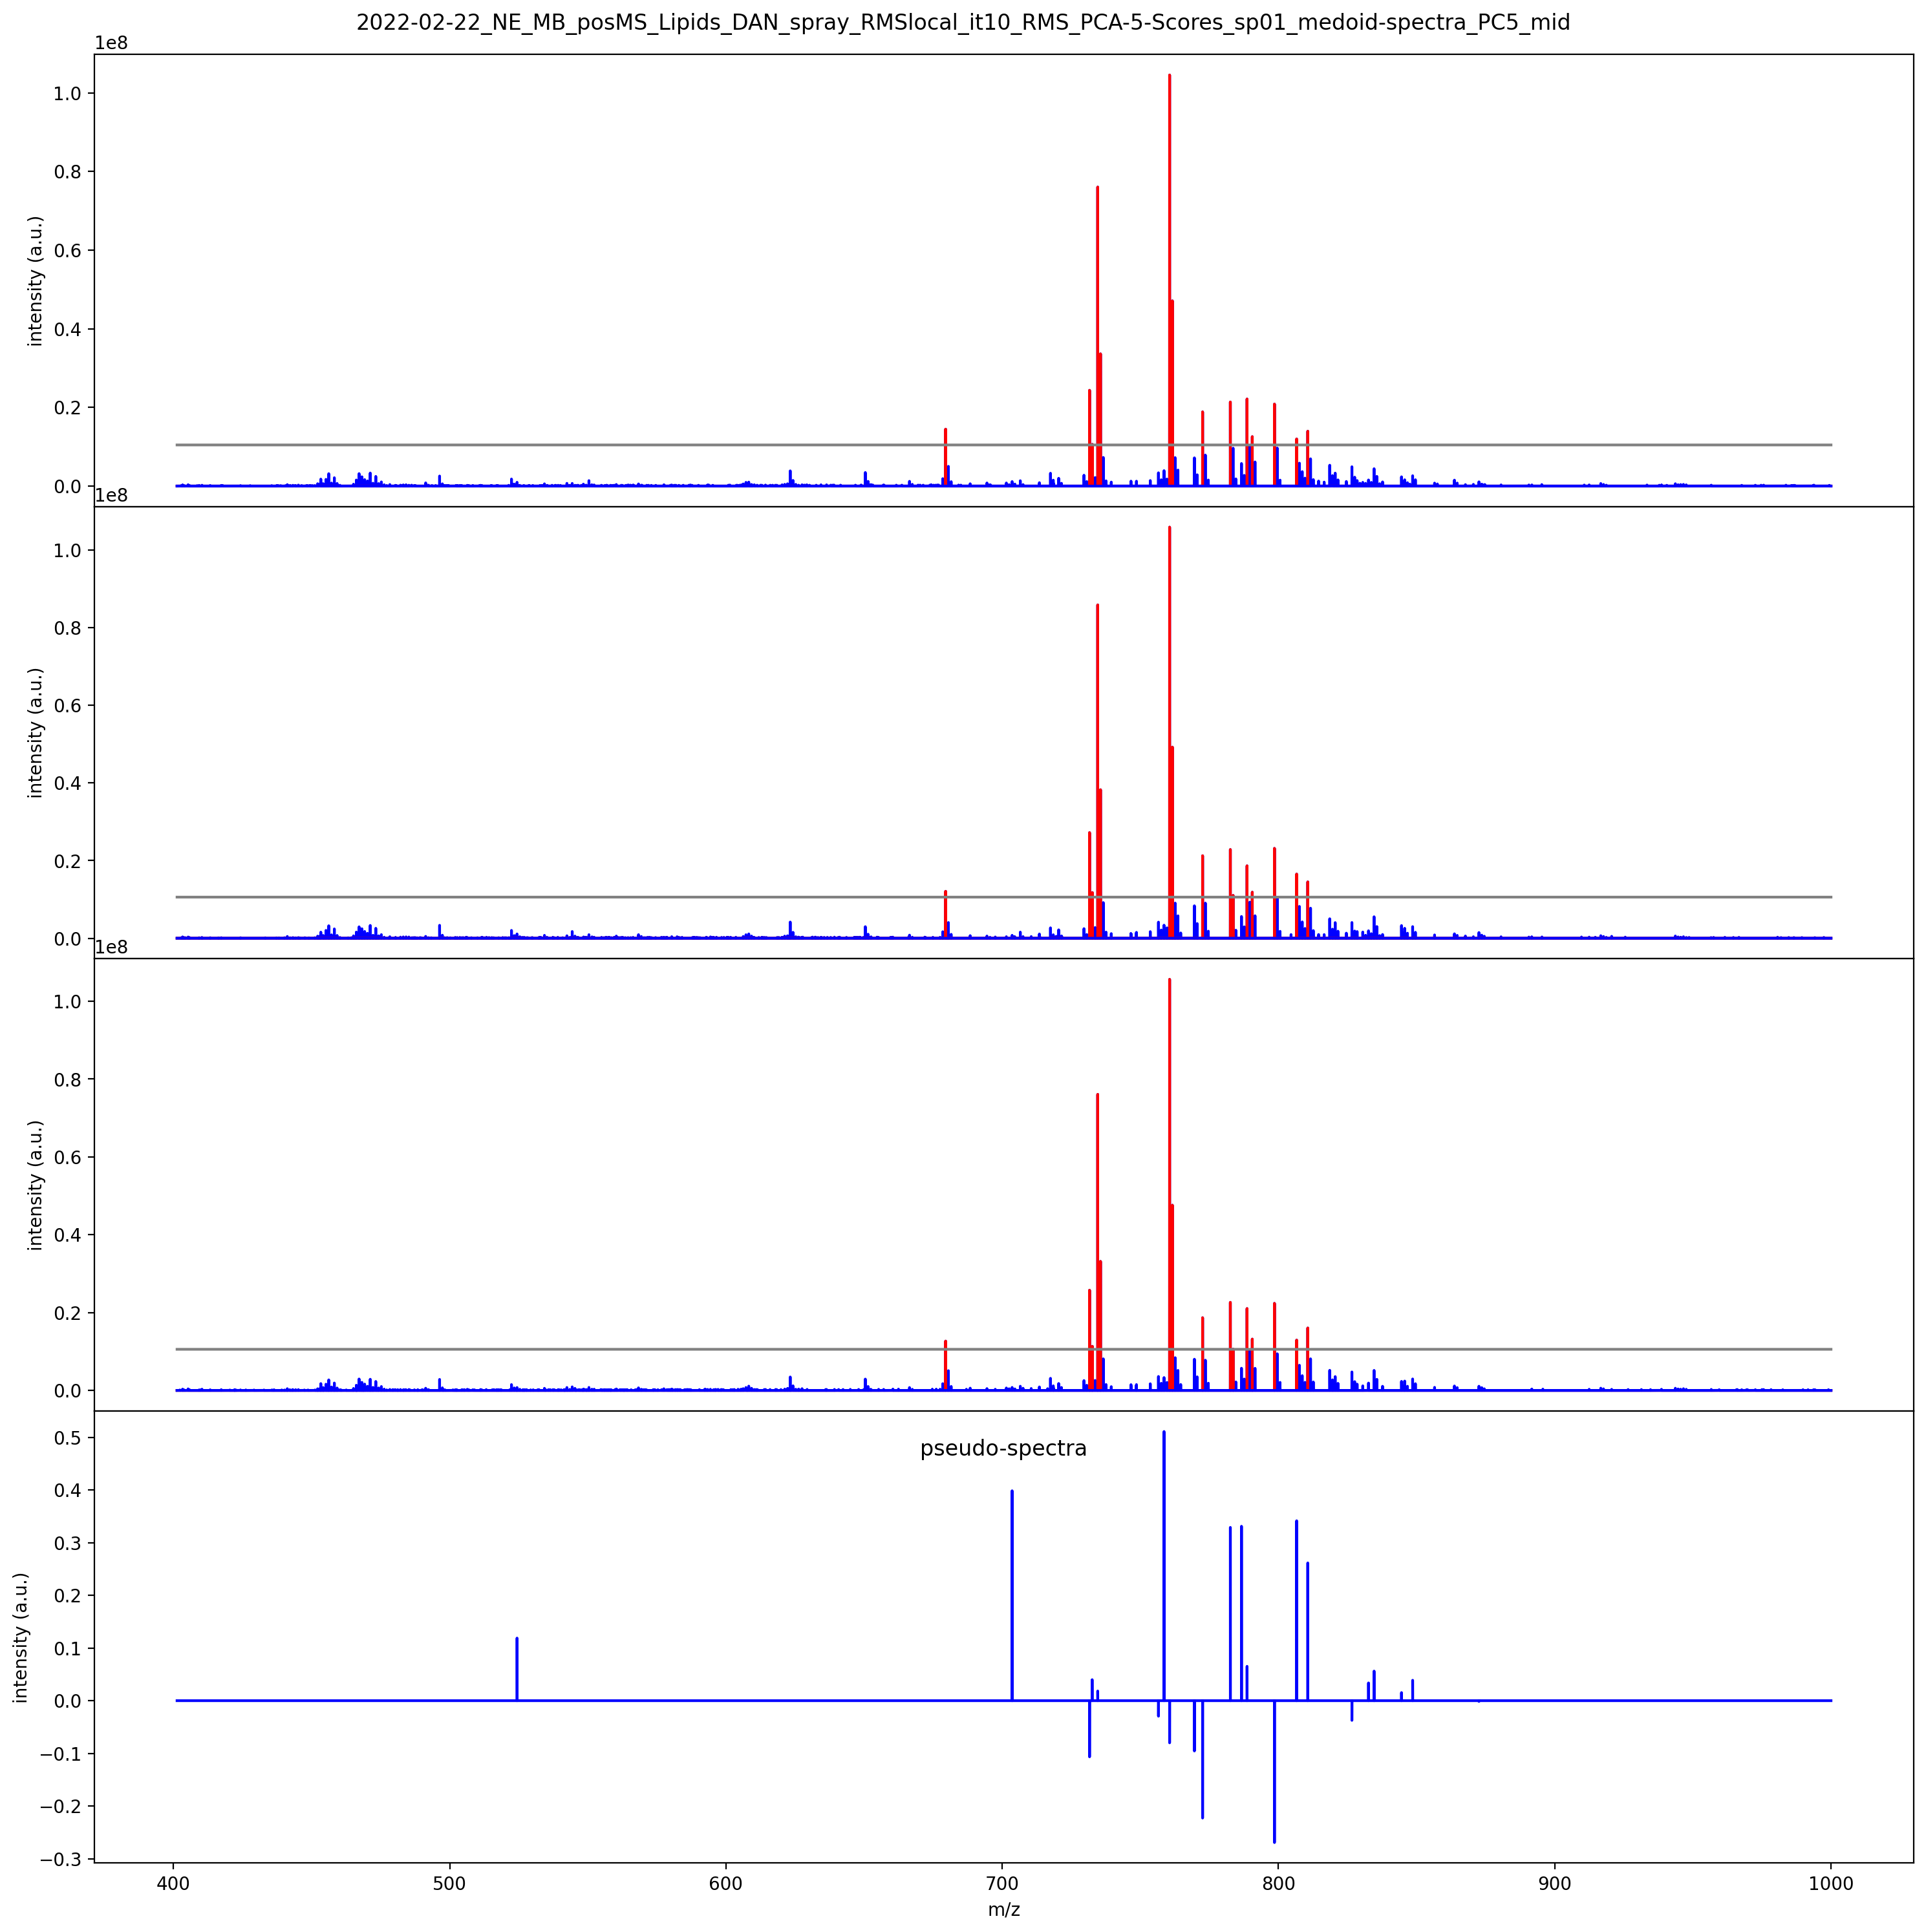 2022-02-22_NE_MB_posMS_Lipids_DAN_spray_RMSlocal_it10_RMS_PCA-5-Scores_sp01_medoid-spectra_PC5_mid
1e8
1.0
0.8
0.6
0.4
0.2
0.0
intensity (a.u.)
1e8
1.0
0.8
0.6
0.4
0.2
0.0
intensity (a.u.)
1e8
1.0
0.8
0.6
0.4
0.2
0.0
intensity (a.u.)
pseudo-spectra
0.5
0.4
0.3
0.2
0.1
0.0
−0.1
−0.2
−0.3
intensity (a.u.)
400 500 600 700 800 900 1000
m/z